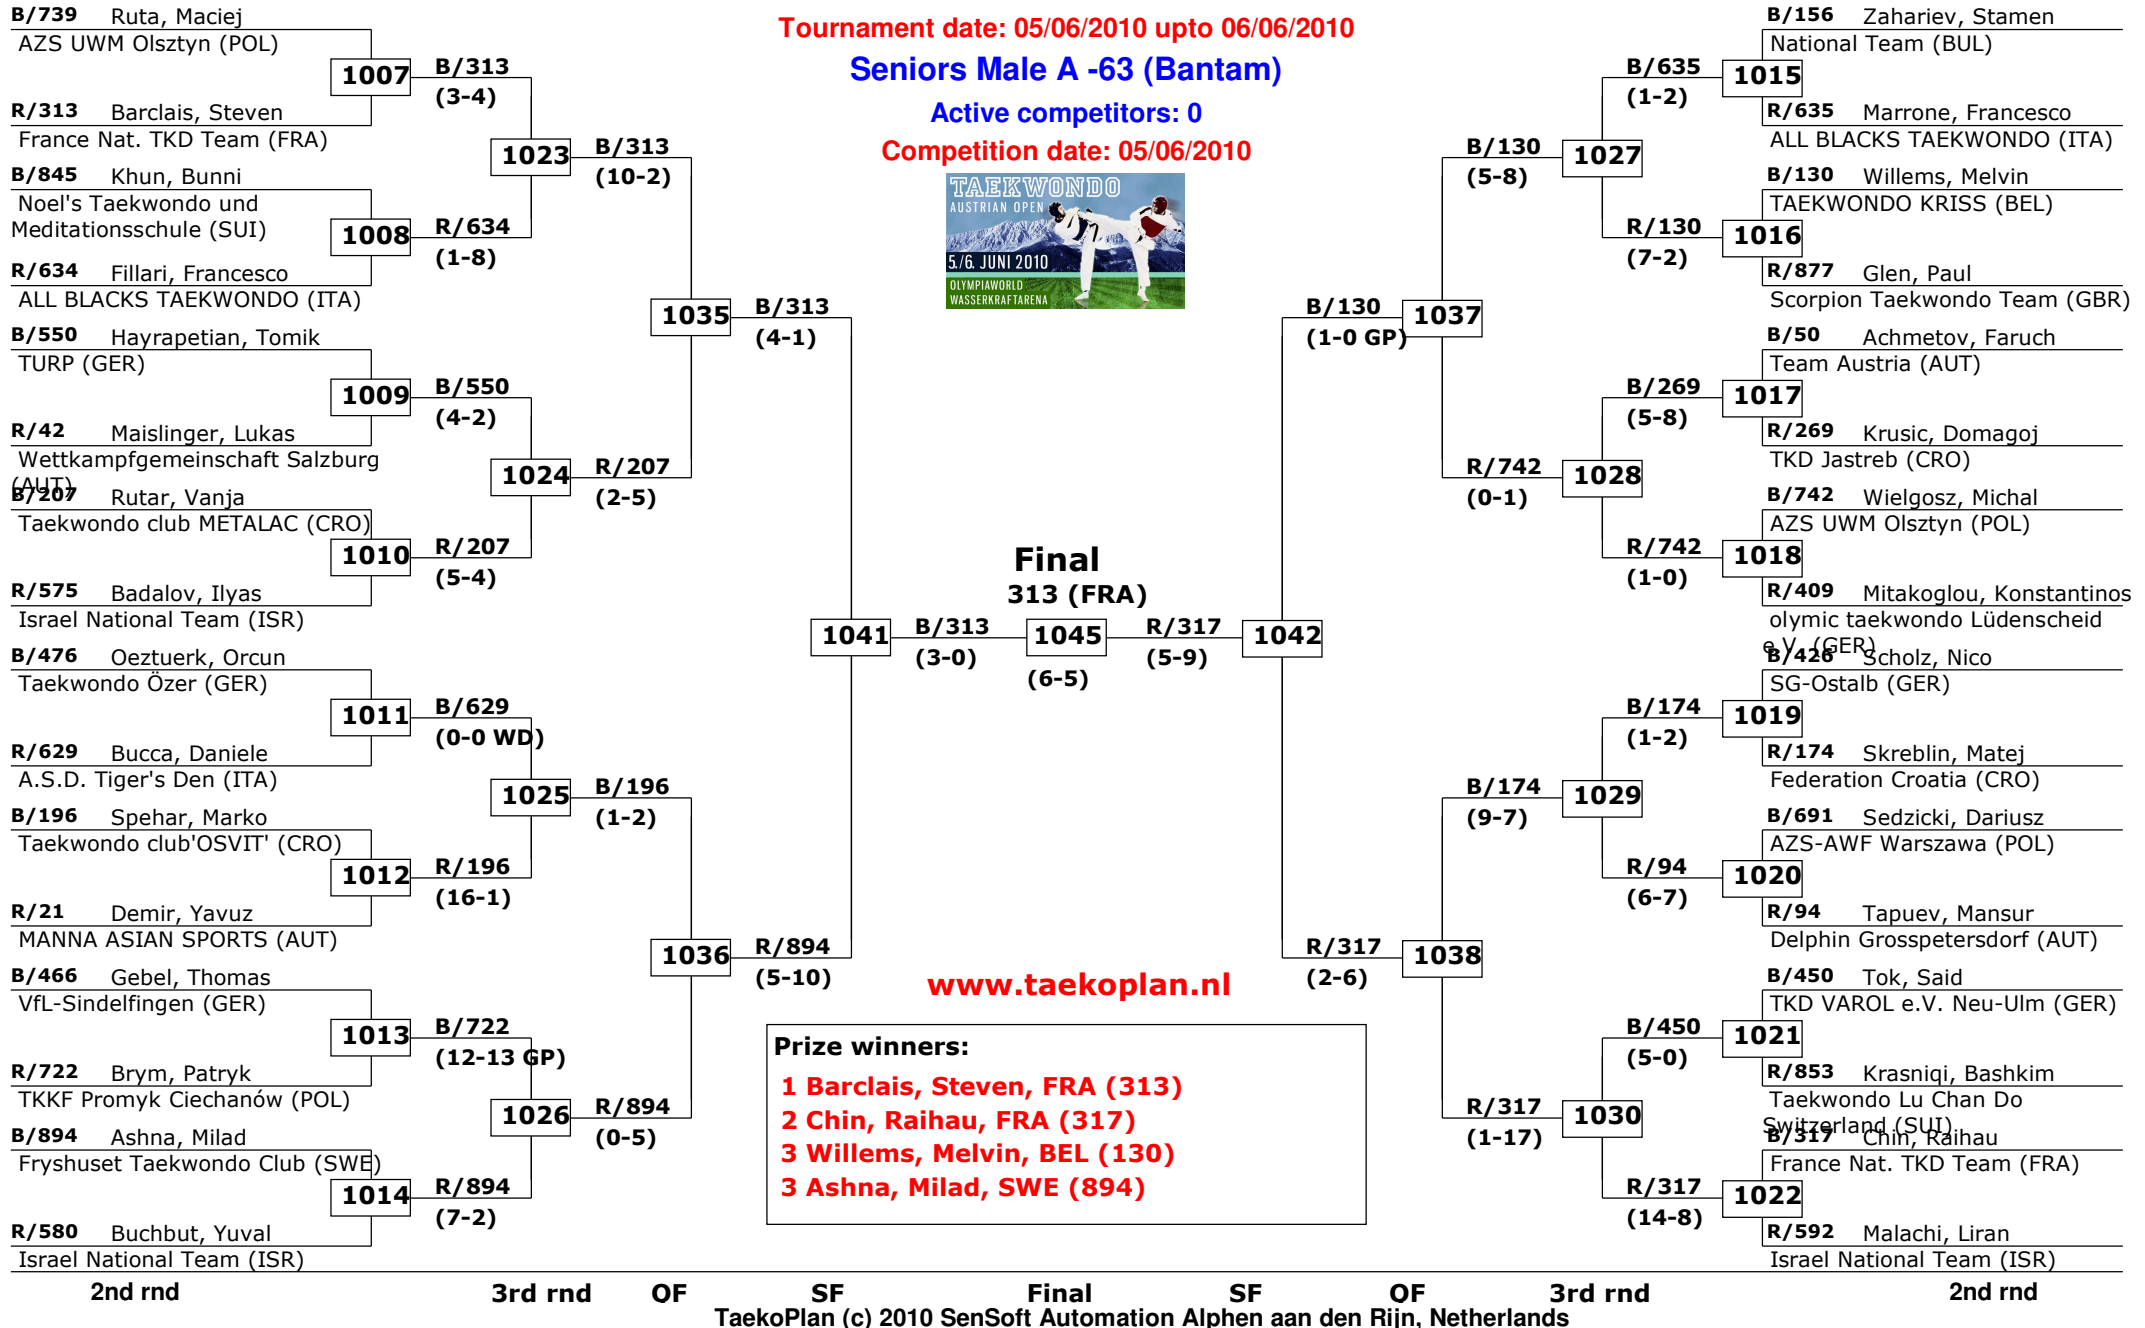 Tournament date: 05/06/2010 upto 06/06/2010
Seniors Male A -63 (Bantam)
Active competitors: 0
Competition date: 05/06/2010
TAEKWONDO
AUSTRIAN OPEN
5./6. JUNI 2010
OLYMPIAWORLD
WASSERKRAFTARENA
B/739 Ruta, Maciej
AZS UWM Olsztyn (POL)
1007
R/313 Barclais, Steven
France Nat. TKD Team (FRA)
B/845 Khun, Bunni
Noel's Taekwondo und
Meditationsschule (SUI)
1008
R/634 Fillari, Francesco
ALL BLACKS TAEKWONDO (ITA)
B/550 Hayrapetian, Tomik
TURP (GER)
1009
R/42 Maislinger, Lukas
Wettkampfgemeinschaft Salzburg
(AUT)
B/207 Rutar, Vanja
Taekwondo club METALAC (CRO)
1010
R/575 Badalov, Ilyas
Israel National Team (ISR)
B/476 Oeztuerk, Orcun
Taekwondo Özer (GER)
1011
R/629 Bucca, Daniele
A.S.D. Tiger's Den (ITA)
B/196 Spehar, Marko
Taekwondo club'OSVIT' (CRO)
1012
R/21 Demir, Yavuz
MANNA ASIAN SPORTS (AUT)
B/466 Gebel, Thomas
VfL-Sindelfingen (GER)
1013
R/722 Brym, Patryk
TKKF Promyk Ciechanów (POL)
B/894 Ashna, Milad
Fryshuset Taekwondo Club (SWE)
1014
R/580 Buchbut, Yuval
Israel National Team (ISR)
B/313
(3-4)
1023
R/634
(1-8)
B/550
(4-2)
1024
R/207
(5-4)
B/629
(0-0 WD)
1025
R/196
(16-1)
B/722
(12-13 GP)
1026
R/894
(7-2)
B/313
(10-2)
1035
R/207
(2-5)
B/196
(1-2)
1036
R/894
(0-5)
B/313
(4-1)
1041
R/894
(5-10)
B/313
(3-0)
Final
313 (FRA)
1045
(6-5)
R/317
(5-9)
B/130
(1-0 GP)
1042
R/317
(2-6)
B/130
(5-8)
1037
R/742
(0-1)
B/174
(9-7)
1038
R/317
(1-17)
B/635
(1-2)
1027
R/130
(7-2)
B/269
(5-8)
1028
R/742
(1-0)
B/174
(1-2)
1029
R/94
(6-7)
B/450
(5-0)
1030
R/317
(14-8)
B/156 Zahariev, Stamen
National Team (BUL)
1015
R/635 Marrone, Francesco
ALL BLACKS TAEKWONDO (ITA)
B/130 Willems, Melvin
TAEKWONDO KRISS (BEL)
1016
R/877 Glen, Paul
Scorpion Taekwondo Team (GBR)
B/50 Achmetov, Faruch
Team Austria (AUT)
1017
R/269 Krusic, Domagoj
TKD Jastreb (CRO)
B/742 Wielgosz, Michal
AZS UWM Olsztyn (POL)
1018
R/409 Mitakoglou, Konstantinos
olymic taekwondo Lüdenscheid
e.V. (GER)
B/426 Scholz, Nico
SG-Ostalb (GER)
1019
R/174 Skreblin, Matej
Federation Croatia (CRO)
B/691 Sedzicki, Dariusz
AZS-AWF Warszawa (POL)
1020
R/94 Tapuev, Mansur
Delphin Grosspetersdorf (AUT)
B/450 Tok, Said
TKD VAROL e.V. Neu-Ulm (GER)
1021
R/853 Krasniqi, Bashkim
Taekwondo Lu Chan Do
Switzerland (SUI)
B/317 Chin, Raihau
France Nat. TKD Team (FRA)
1022
R/592 Malachi, Liran
Israel National Team (ISR)
www.taekoplan.nl
Prize winners:
1 Barclais, Steven, FRA (313)
2 Chin, Raihau, FRA (317)
3 Willems, Melvin, BEL (130)
3 Ashna, Milad, SWE (894)
2nd rnd 3rd rnd QF SF Final SF QF 3rd rnd 2nd rnd
TaekoPlan (c) 2010 SenSoft Automation Alphen aan den Rijn, Netherlands